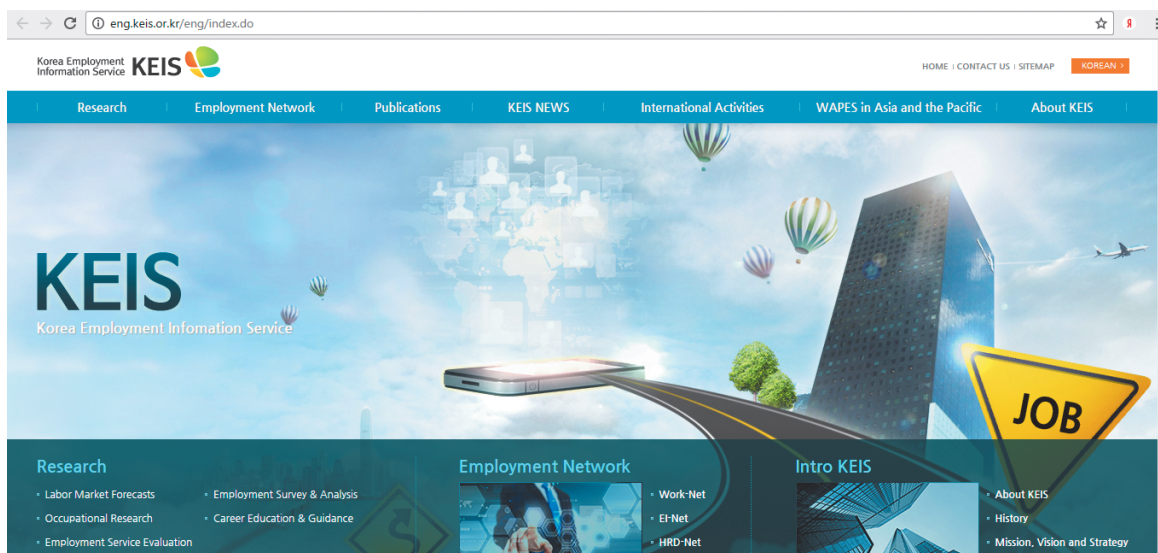 eng.keis.or.kr/eng/index.do
Я
Korea Employment
Information Service KEIS
HOME CONTACT US SITEMAP KOREAN >
Research Employment Network Publications KEIS NEWS International Activities WAPES in Asia and the Pacific About KEIS
KEIS
Korea Employment Infomation Service
JOB
Research
Labor Market Forecasts
Employment Survey & Analysis
Occupational Research
Career Education & Guidance
Employment Service Evaluation
Employment Network
Work-Net
EI-Net
HRD-Net
Intro KEIS
About KEIS
History
Mission, Vision and Strategy